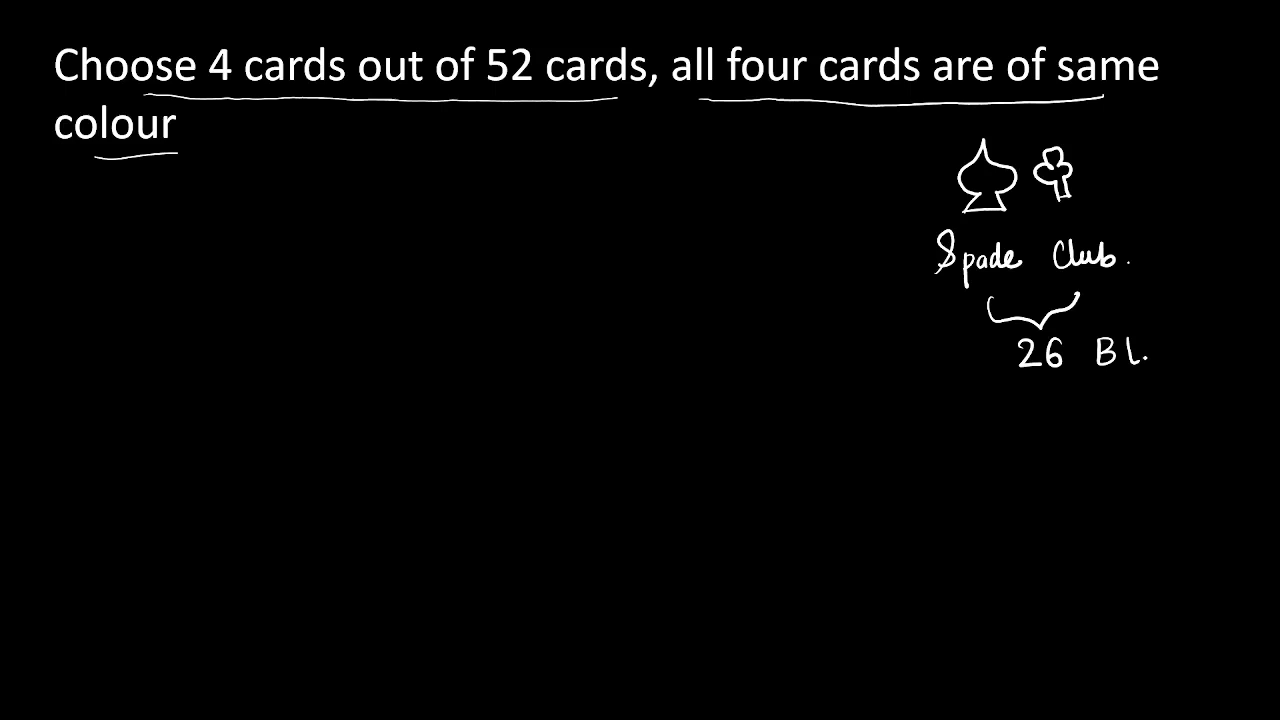 Choose 4 cards out of 52 cards, all four cards are of same
colour
Spade Club.
26 Bl.